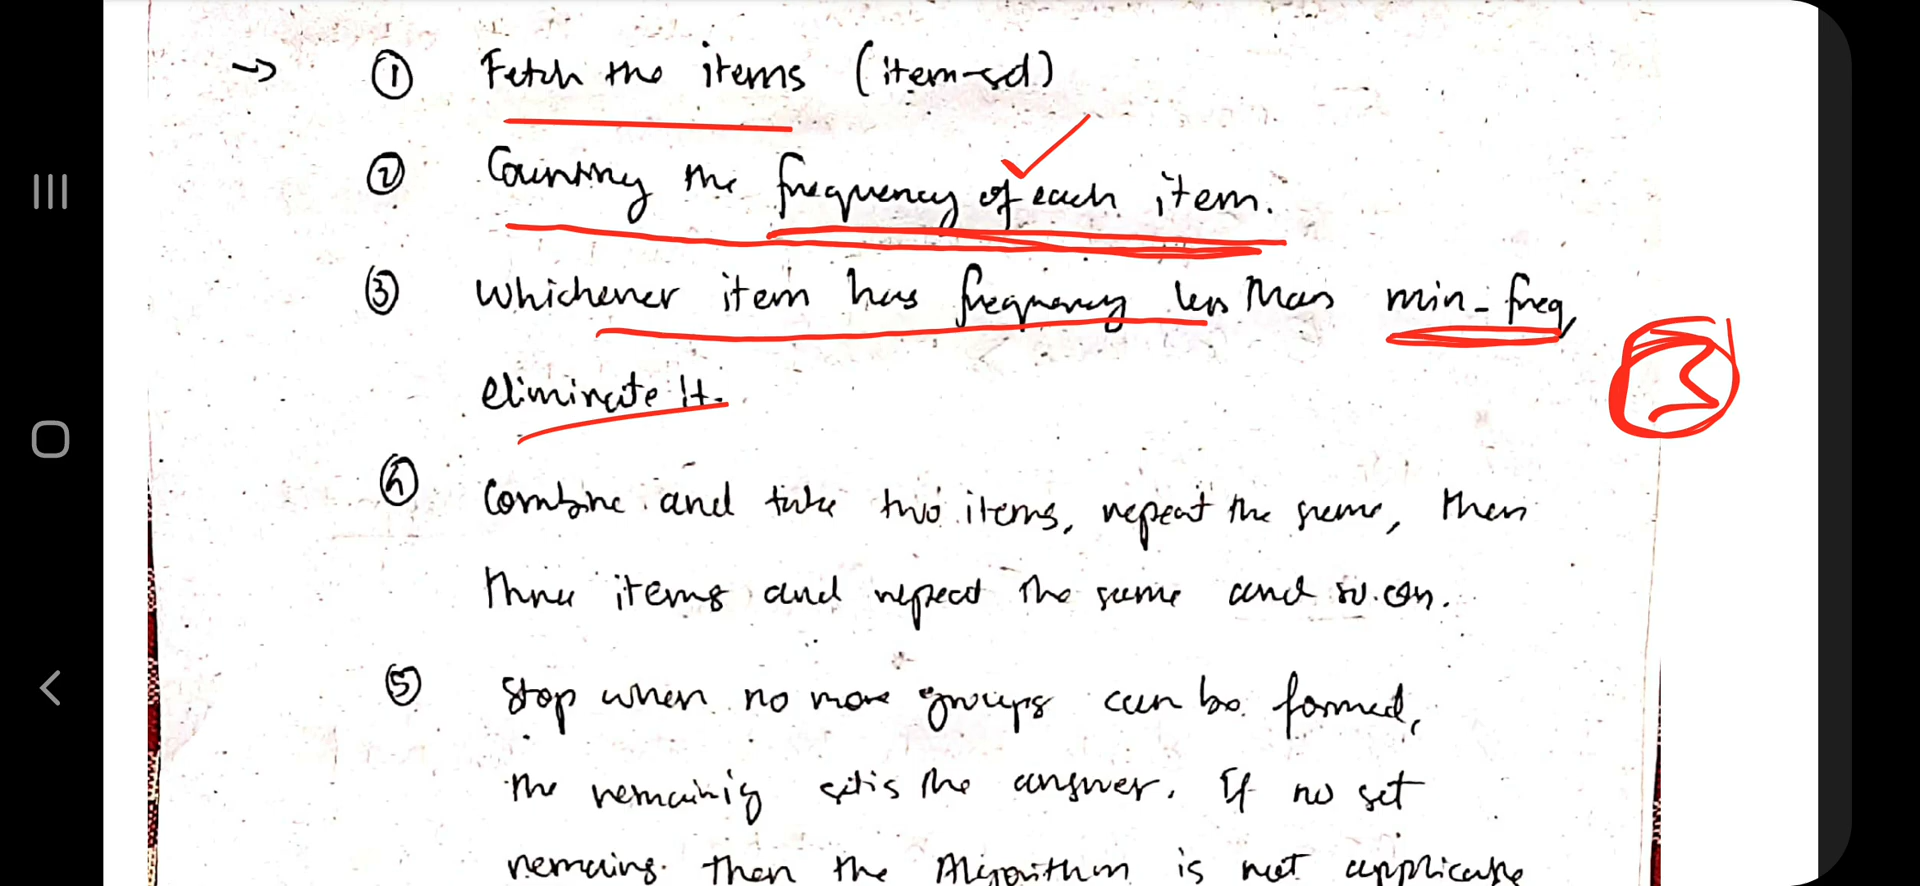 → ① Fetch the items (item-id)
② Counting the frequency of each item.
③ Whichever item has frequency less than min_freq,
eliminate it.
3
④ Combine and take two items, repeat the same, then
three items and repeat the same and so on.
⑤ Stop when no more groups can be formed,
the remaining set is the answer. If no set
remains then the Algorithm is not applicable